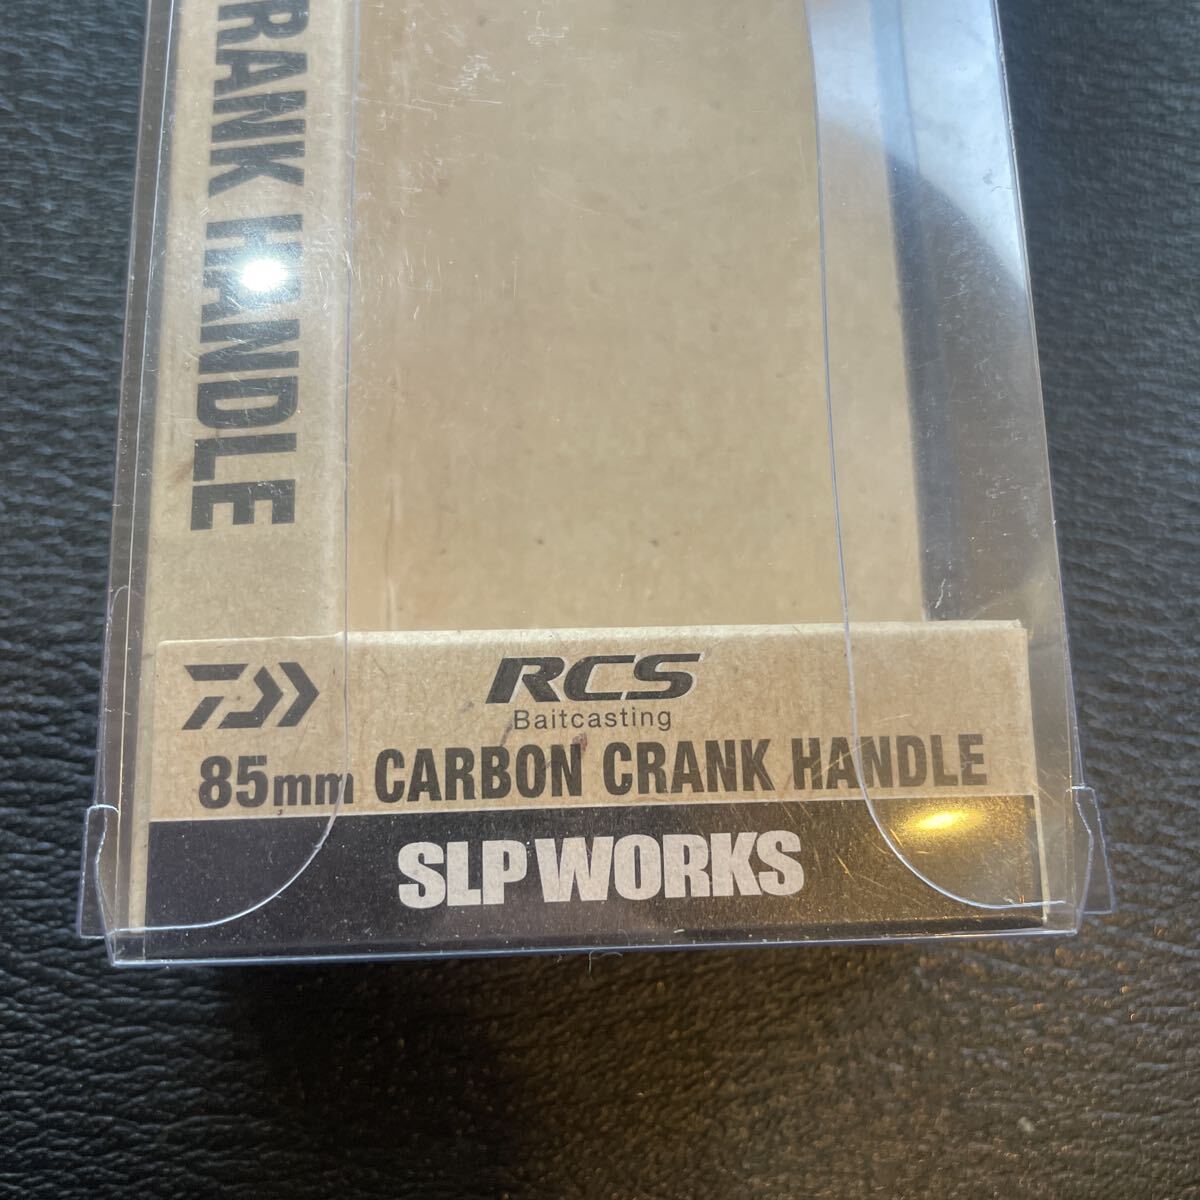 RANK HANDLE
RCS
Baitcasting
85mm CARBON CRANK HANDLE
SLP WORKS